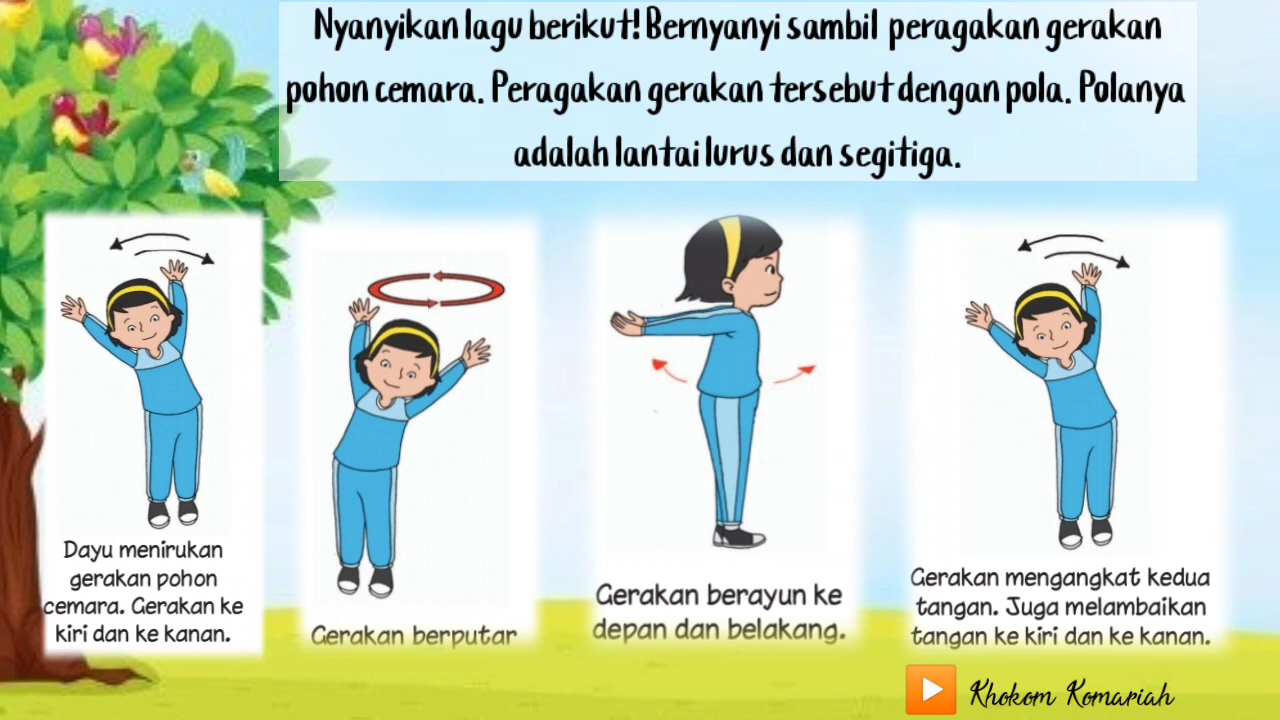 Nyanyikan lagu berikut! Bernyanyi sambil peragakan gerakan
pohon cemara. Peragakan gerakan tersebut dengan pola. Polanya
adalah lantai lurus dan segitiga.
Dayu menirukan
gerakan pohon
cemara. Gerakan ke
kiri dan ke kanan.
Gerakan berputar
Gerakan berayun ke
depan dan belakang.
Gerakan mengangkat kedua
tangan. Juga melambaikan
tangan ke kiri dan ke kanan.
Khokom Komariah